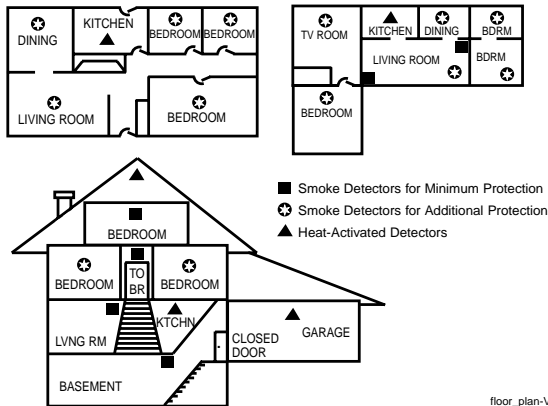 DINING
KITCHEN
BEDROOM
BEDROOM
LIVING ROOM
BEDROOM
TV ROOM
KITCHEN
DINING
BDRM
LIVING ROOM
BDRM
BEDROOM
Smoke Detectors for Minimum Protection
Smoke Detectors for Additional Protection
Heat-Activated Detectors
BEDROOM
BEDROOM
TO
BR
BEDROOM
LVNG RM
KTCHN
CLOSED
DOOR
GARAGE
BASEMENT